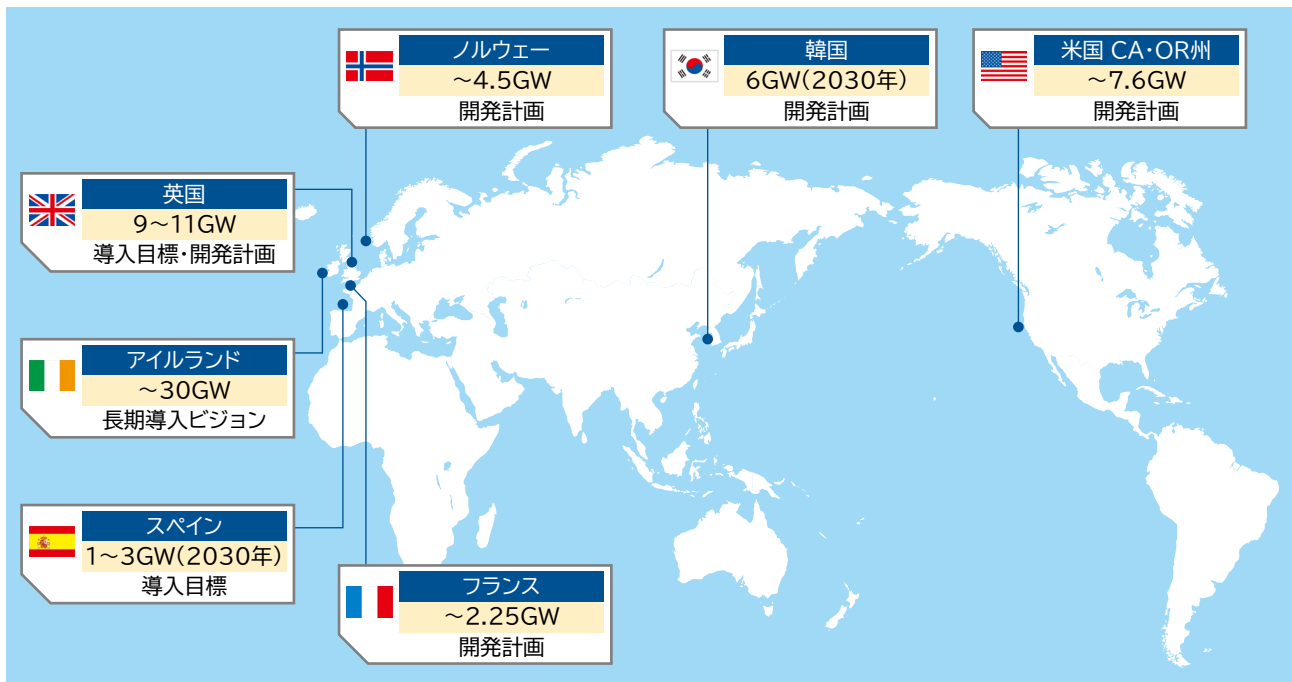 ノルウェー
～4.5GW
開発計画
韓国
6GW(2030年)
開発計画
米国 CA・OR州
～7.6GW
開発計画
英国
9～11GW
導入目標・開発計画
アイルランド
～30GW
長期導入ビジョン
スペイン
1～3GW(2030年)
導入目標
フランス
～2.25GW
開発計画